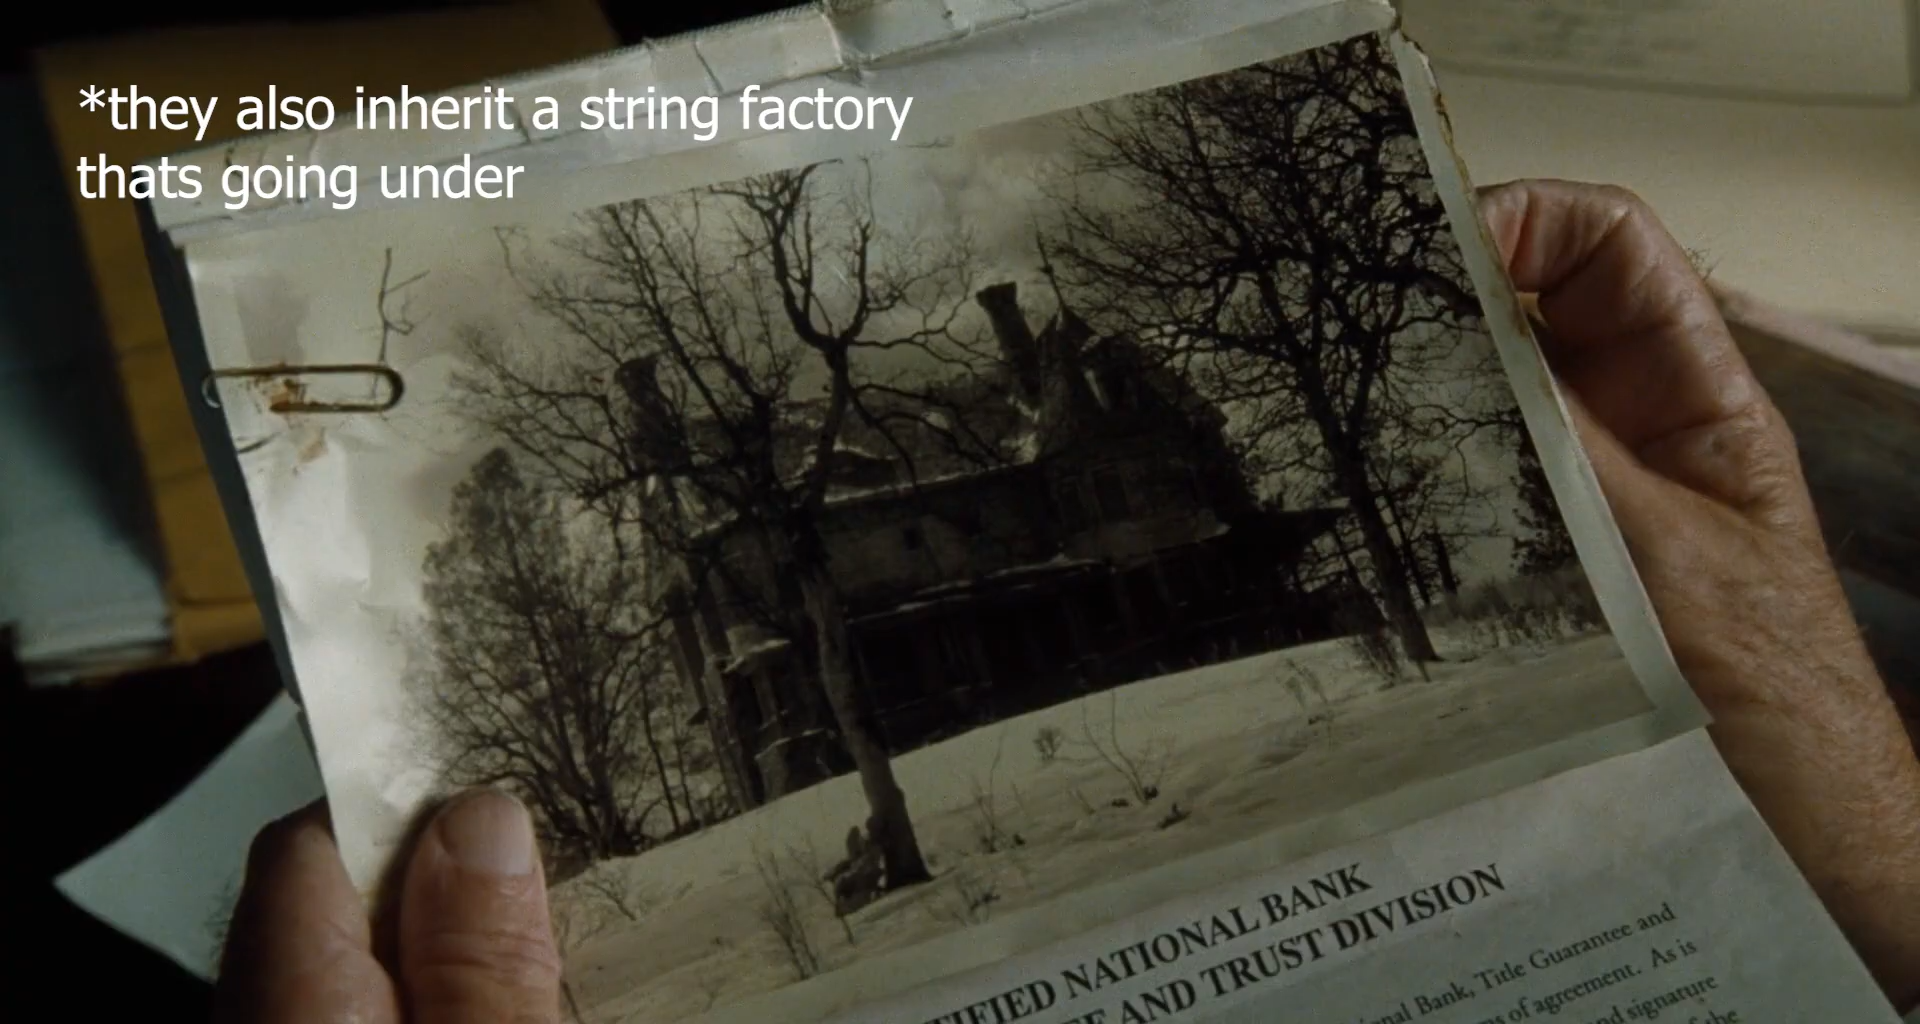 *they also inherit a string factory
thats going under
NATIONAL BANK
AND TRUST DIVISION
Bank, Title Guarantee and
of agreement. As is
signature